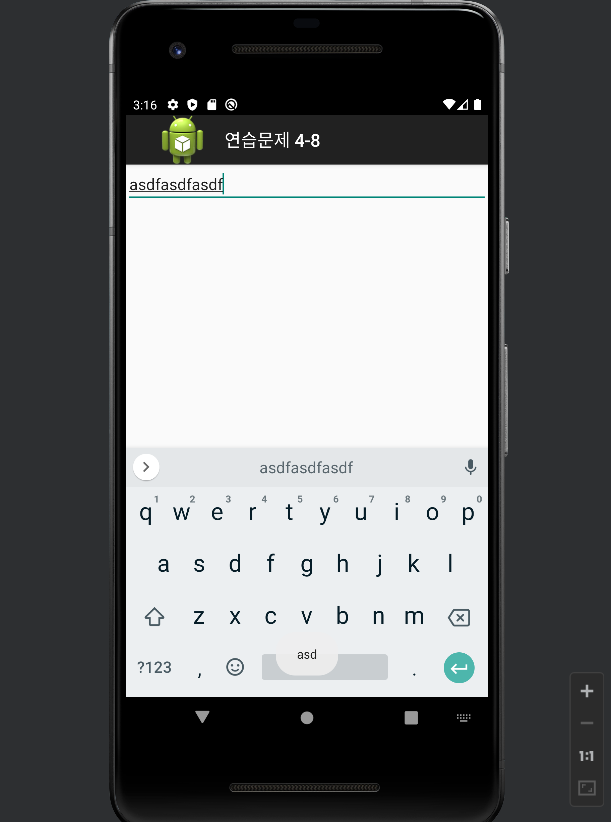 3:16
연습문제 4-8
asdfasdfasdf
asdfasdfasdf
1 2 3 4 5 6 7 8 9 0
q w e r t y u i o p
a s d f g h j k l
z x c v b n m
asd
?123 , .
1:1